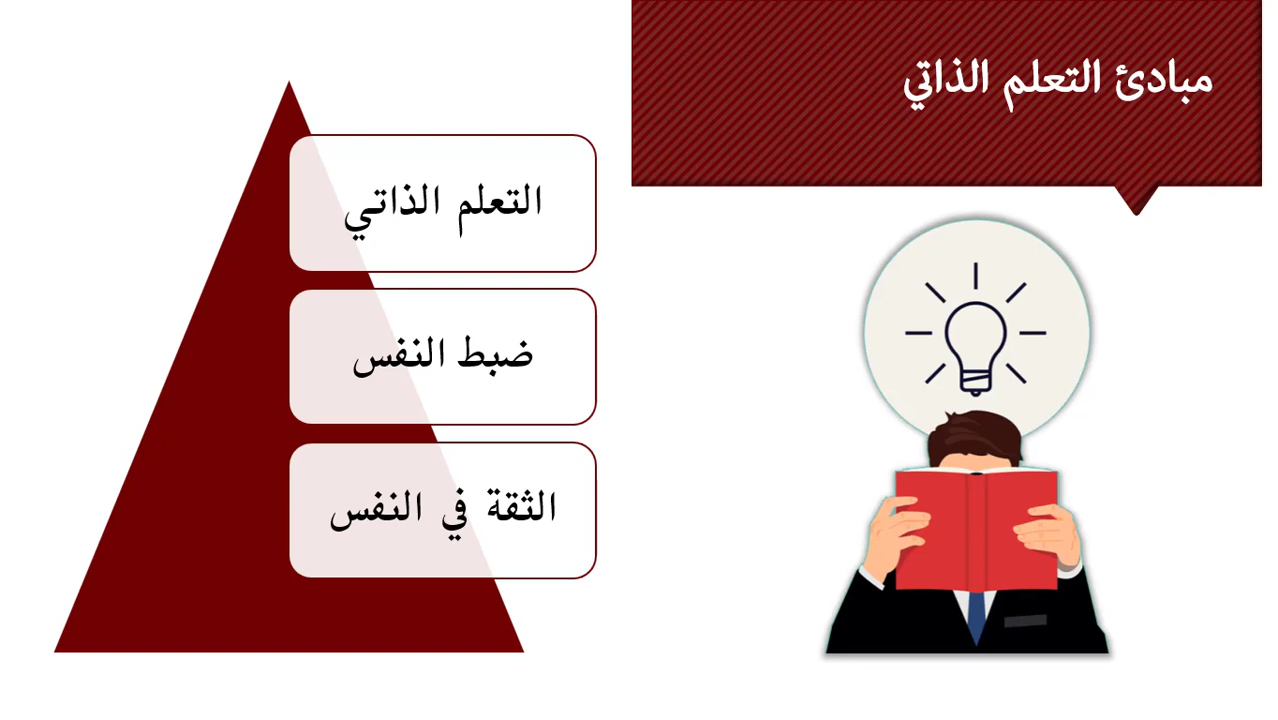 مبادئ التعلم الذاتي
التعلم الذاتي
ضبط النفس
الثقة في النفس